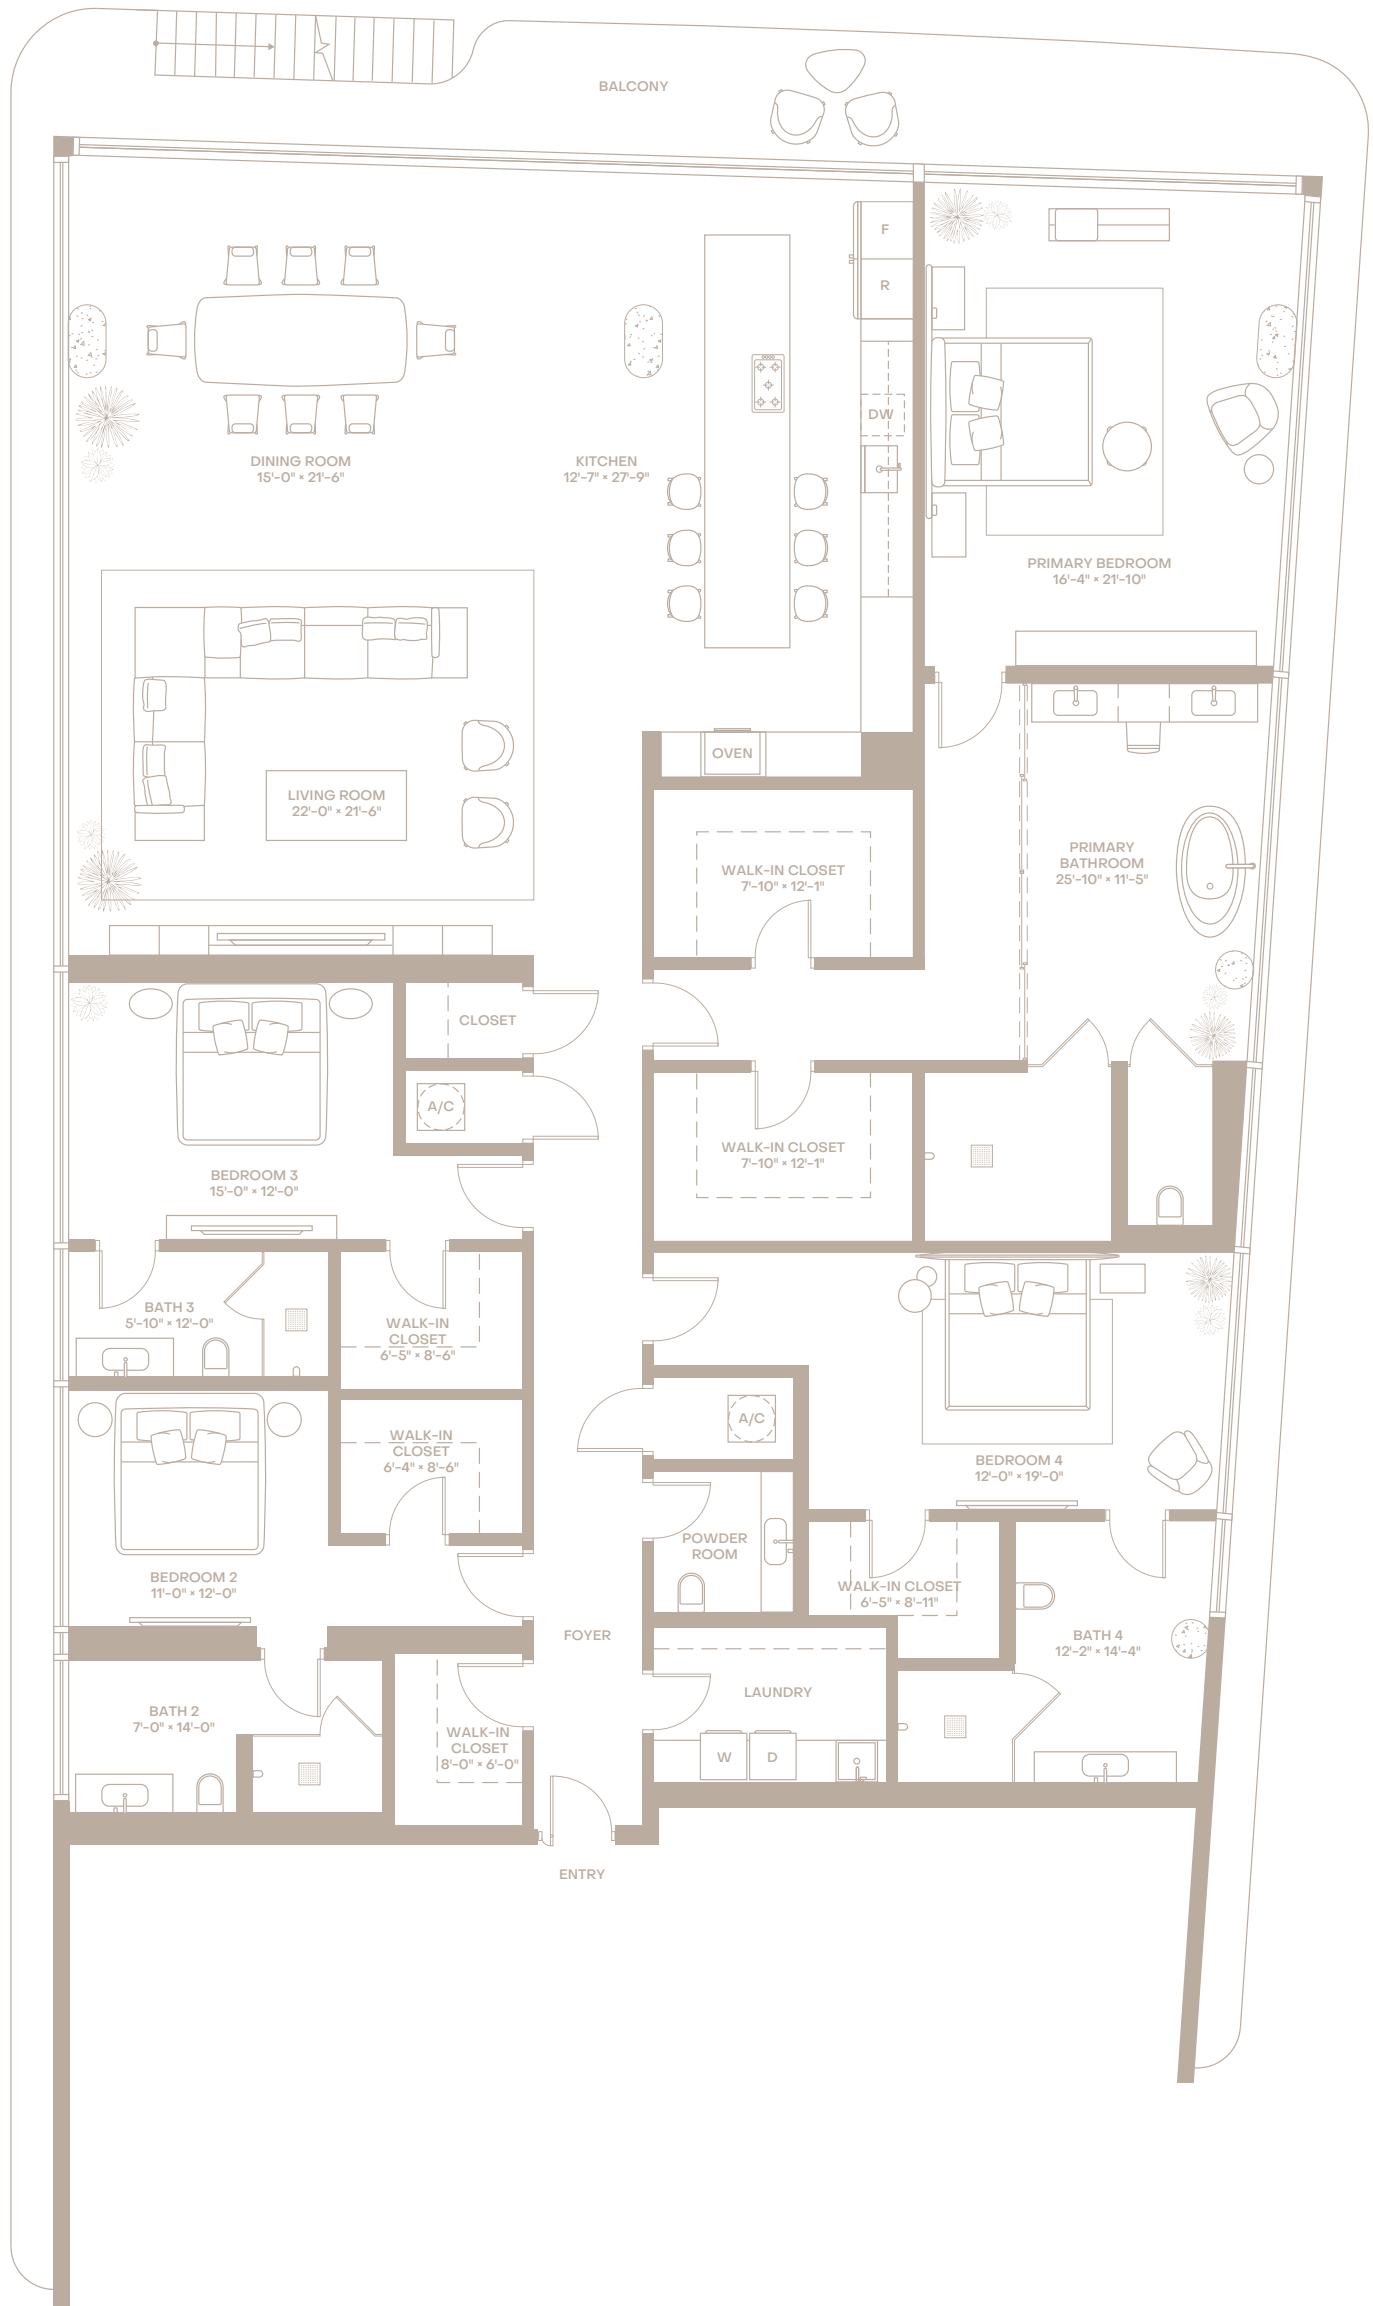 BALCONY
F
R
DW
DINING ROOM
15'-0" × 21'-6"
KITCHEN
12'-7" × 27'-9"
PRIMARY BEDROOM
16'-4" × 21'-10"
OVEN
LIVING ROOM
22'-0" × 21'-6"
PRIMARY
BATHROOM
25'-10" × 11'-5"
WALK-IN CLOSET
7'-10" × 12'-1"
CLOSET
A/C
WALK-IN CLOSET
7'-10" × 12'-1"
BEDROOM 3
15'-0" × 12'-0"
BATH 3
5'-10" × 12'-0"
WALK-IN
CLOSET
6'-5" × 8'-6"
A/C
WALK-IN
CLOSET
6'-4" × 8'-6"
BEDROOM 4
12'-0" × 19'-0"
POWDER
ROOM
BEDROOM 2
11'-0" × 12'-0"
WALK-IN CLOSET
6'-5" × 8'-11"
FOYER
BATH 4
12'-2" × 14'-4"
LAUNDRY
BATH 2
7'-0" × 14'-0"
WALK-IN
CLOSET
8'-0" × 6'-0"
W
D
ENTRY